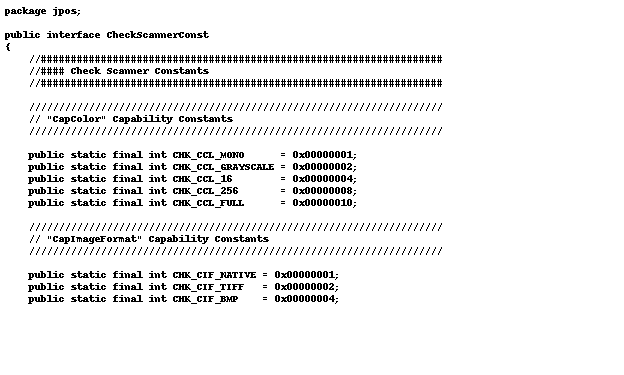 package jpos;

public interface CheckScannerConst
{
    //###################################################################
    //#### Check Scanner Constants
    //###################################################################

    /////////////////////////////////////////////////////////////////////
    // "CapColor" Capability Constants
    /////////////////////////////////////////////////////////////////////

    public static final int CHK_CCL_MONO      = 0x00000001;
    public static final int CHK_CCL_GRAYSCALE = 0x00000002;
    public static final int CHK_CCL_16        = 0x00000004;
    public static final int CHK_CCL_256       = 0x00000008;
    public static final int CHK_CCL_FULL      = 0x00000010;

    /////////////////////////////////////////////////////////////////////
    // "CapImageFormat" Capability Constants
    /////////////////////////////////////////////////////////////////////

    public static final int CHK_CIF_NATIVE = 0x00000001;
    public static final int CHK_CIF_TIFF   = 0x00000002;
    public static final int CHK_CIF_BMP    = 0x00000004;